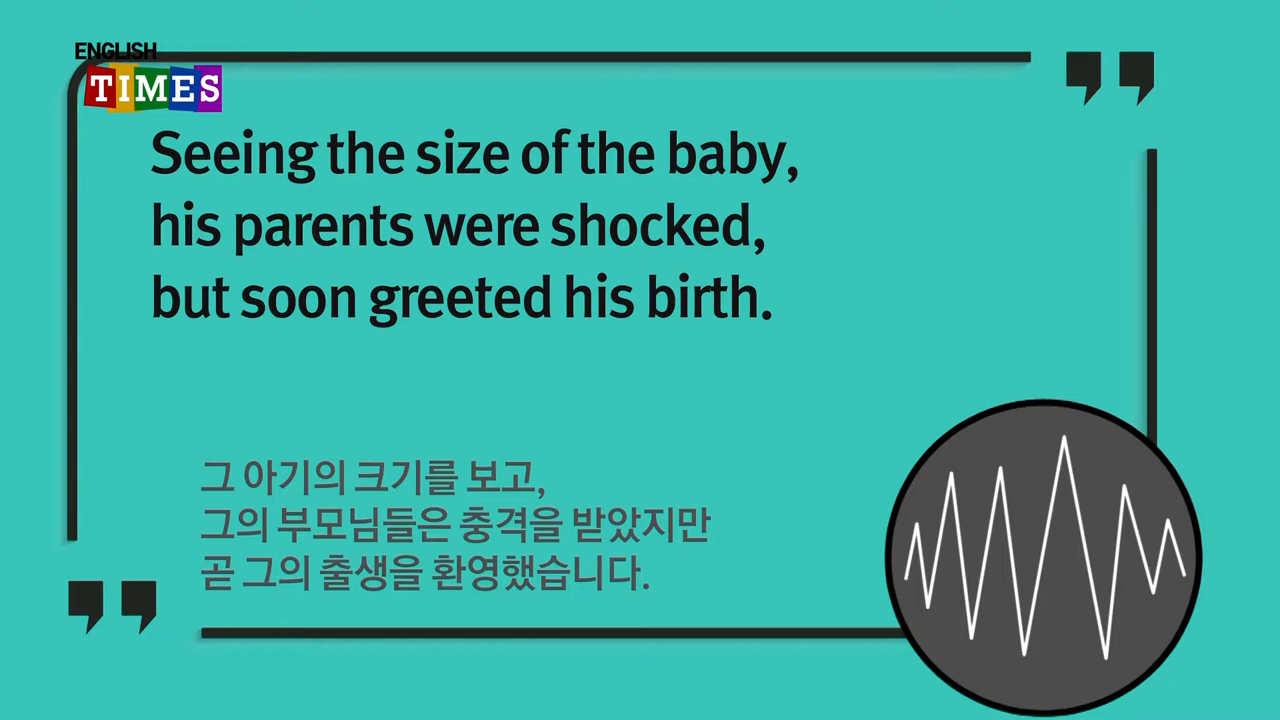 ENGLISH
TIMES
Seeing the size of the baby,
his parents were shocked,
but soon greeted his birth.
그 아기의 크기를 보고,
그의 부모님들은 충격을 받았지만
곧 그의 출생을 환영했습니다.